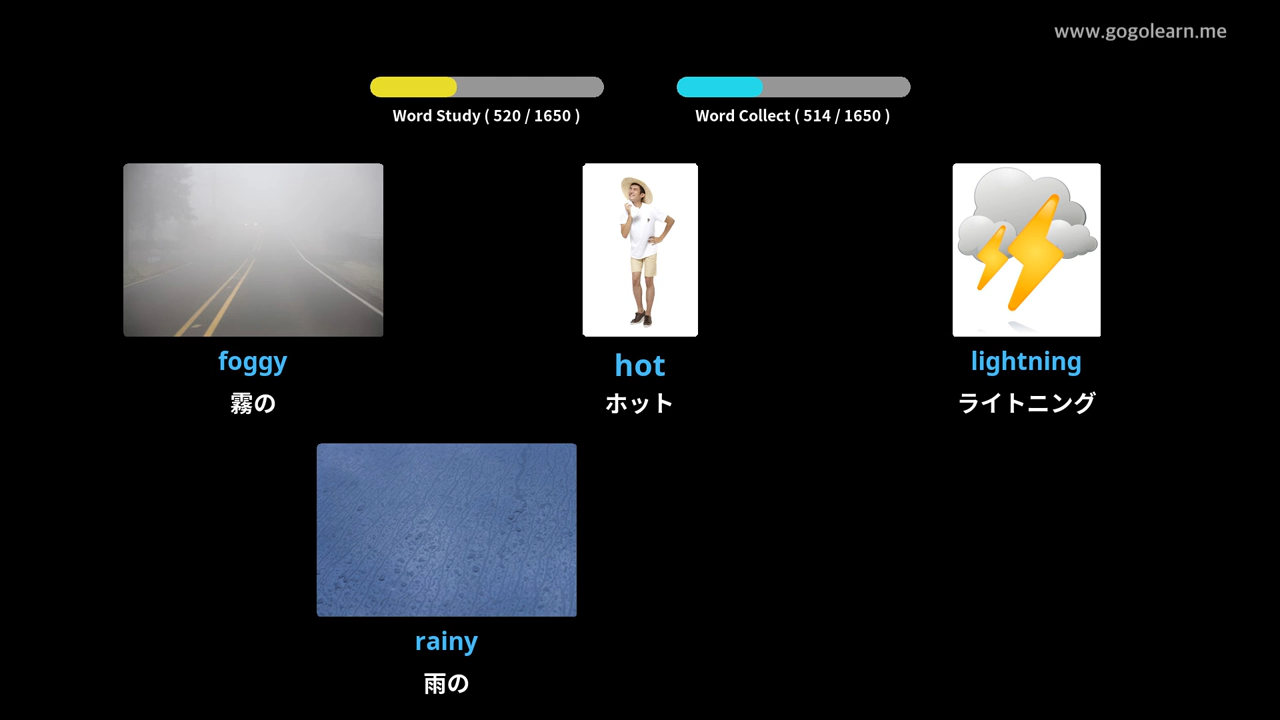 www.gogolearn.me
Word Study ( 520 / 1650 )
Word Collect ( 514 / 1650 )
foggy
霧の
hot
ホット
lightning
ライトニング
rainy
雨の